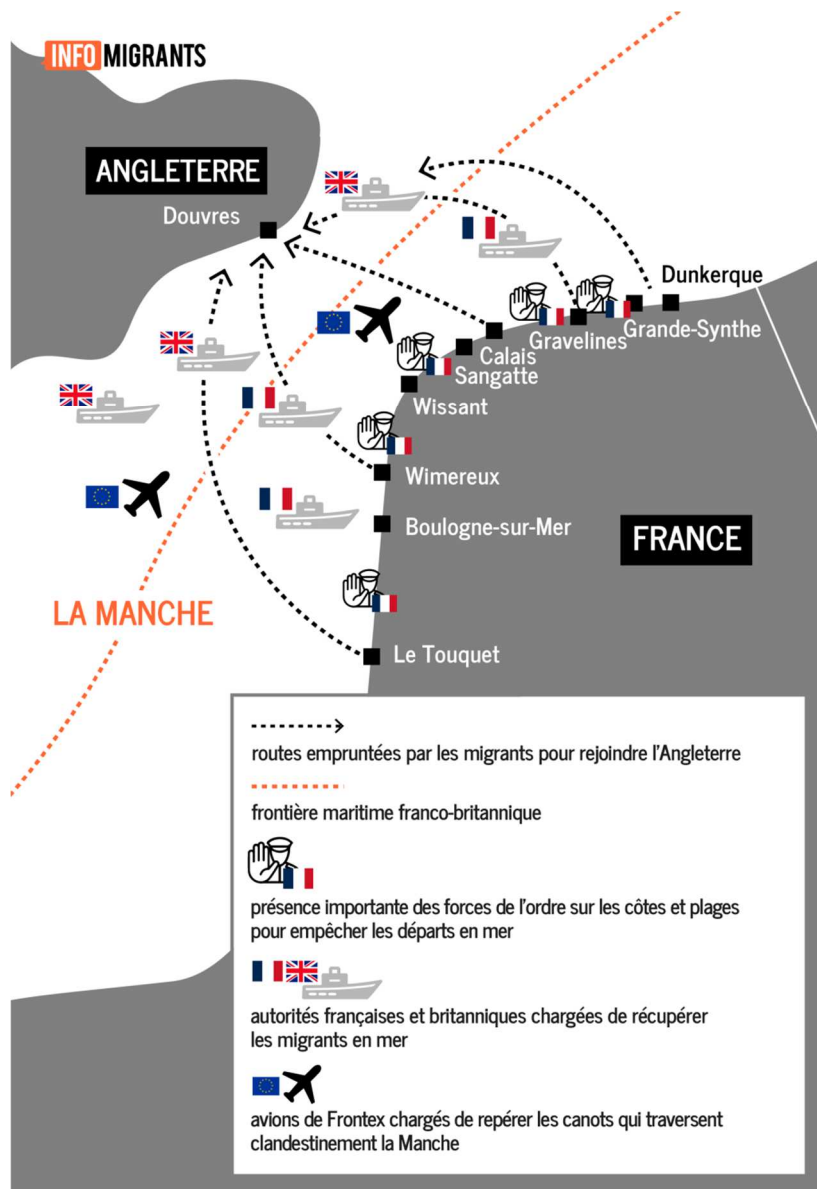 INFO MIGRANTS
ANGLETERRE
Douvres
Dunkerque
Grande-Synthe
Gravelines
Calais
Sangatte
Wissant
Wimereux
Boulogne-sur-Mer
FRANCE
LA MANCHE
Le Touquet
routes empruntées par les migrants pour rejoindre l'Angleterre
frontière maritime franco-britannique
présence importante des forces de l'ordre sur les côtes et plages
pour empêcher les départs en mer
autorités françaises et britanniques chargées de récupérer
les migrants en mer
avions de Frontex chargés de repérer les canots qui traversent
clandestinement la Manche